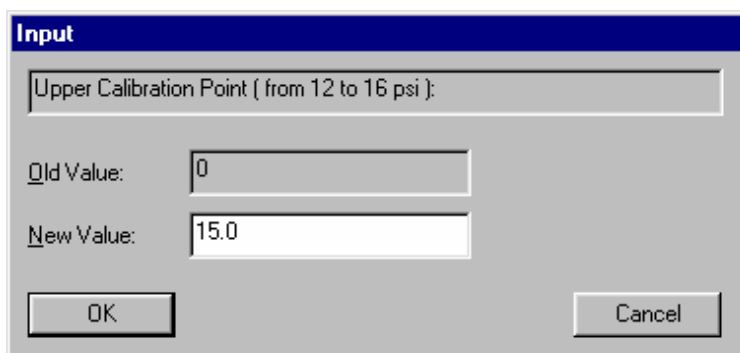 Input
Upper Calibration Point ( from 12 to 16 psi ):
Old Value: 0
New Value: 15.0
OK Cancel